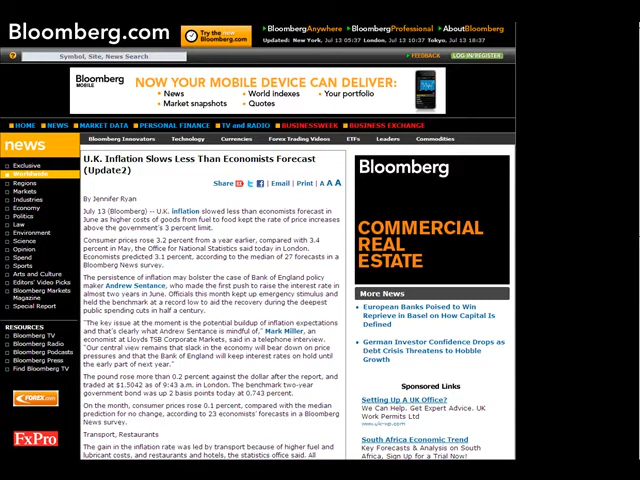 Bloomberg.com
Try the new
Bloomberg.com
BloombergAnywhere BloombergProfessional AboutBloomberg
Updated: New York, Jul 13 05:37 London, Jul 13 10:37 Tokyo, Jul 13 18:37
Symbol, Site, News Search
FEEDBACK LOG IN/REGISTER
Bloomberg
MOBILE
NOW YOUR MOBILE DEVICE CAN DELIVER:
• News • World indexes • Your portfolio
• Market snapshots • Quotes
HOME NEWS MARKET DATA PERSONAL FINANCE TV and RADIO BUSINESSWEEK BUSINESS EXCHANGE
Bloomberg Innovators Technology Currencies Forex Trading Videos ETFs Leaders Commodities
news
Exclusive
Worldwide
Regions
Markets
Industries
Economy
Politics
Law
Environment
Science
Opinion
Spend
Sports
Arts and Culture
Editors' Video Picks
Bloomberg Markets
Magazine
Special Report
RESOURCES
Bloomberg TV
Bloomberg Radio
Bloomberg Podcasts
Bloomberg Press
Find Bloomberg TV
FOREX.com
FxPro
U.K. Inflation Slows Less Than Economists Forecast
(Update2)
Share | Email | Print | A A A
By Jennifer Ryan
July 13 (Bloomberg) -- U.K. inflation slowed less than economists forecast in
June as higher costs of goods from fuel to food kept the rate of price increases
above the government's 3 percent limit.
Consumer prices rose 3.2 percent from a year earlier, compared with 3.4
percent in May, the Office for National Statistics said today in London.
Economists predicted 3.1 percent, according to the median of 27 forecasts in a
Bloomberg News survey.
The persistence of inflation may bolster the case of Bank of England policy
maker Andrew Sentance, who made the first push to raise the interest rate in
almost two years in June. Officials this month kept up emergency stimulus and
held the benchmark at a record low to aid the recovery during the deepest
public spending cuts in half a century.
"The key issue at the moment is the potential buildup of inflation expectations
and that's clearly what Andrew Sentance is mindful of," Mark Miller, an
economist at Lloyds TSB Corporate Markets, said in a telephone interview.
"Our central view remains that slack in the economy will bear down on price
pressures and that the Bank of England will keep interest rates on hold until
the early part of next year."
The pound rose more than 0.2 percent against the dollar after the report, and
traded at $1.5042 as of 9:43 a.m. in London. The benchmark two-year
government bond was up 2 basis points today at 0.743 percent.
On the month, consumer prices rose 0.1 percent, compared with the median
prediction for no change, according to 23 economists' forecasts in a Bloomberg
News survey.
Transport, Restaurants
The gain in the inflation rate was led by transport because of higher fuel and
lubricant costs, and restaurants and hotels, the statistics office said. All
Bloomberg
COMMERCIAL
REAL
ESTATE
More News
• European Banks Poised to Win
Reprieve in Basel on How Capital Is
Defined
• German Investor Confidence Drops as
Debt Crisis Threatens to Hobble
Growth
Sponsored Links
Setting Up A UK Office?
We Can Help. Get Expert Advice. UK
Work Permits Ltd
South Africa Economic Trend
Key Forecasts & Analysis on South
Africa, Sign Up for a Trial Now!